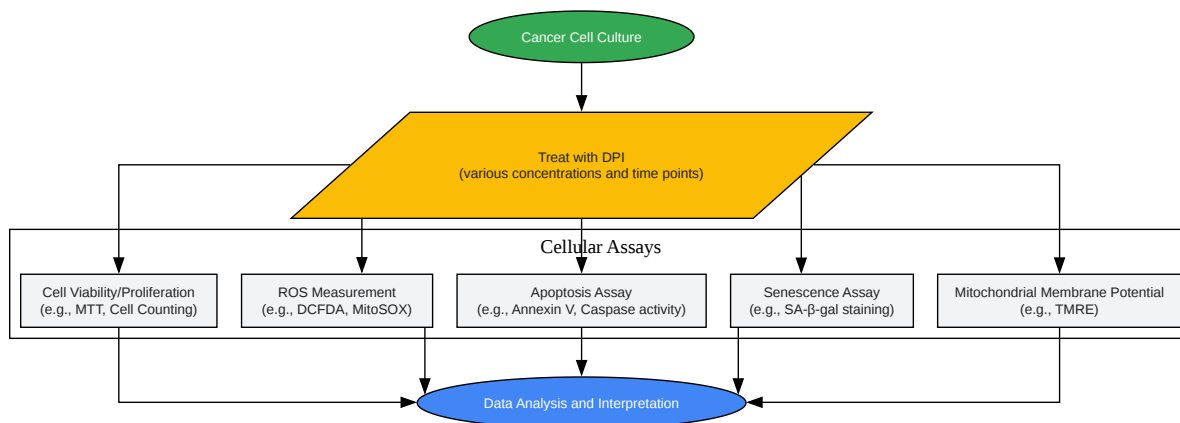 Cancer Cell Culture
Treat with DPI
(various concentrations and time points)
Cellular Assays
Cell Viability/Proliferation
(e.g., MTT, Cell Counting)
ROS Measurement
(e.g., DCFDA, MitoSOX)
Apoptosis Assay
(e.g., Annexin V, Caspase activity)
Senescence Assay
(e.g., SA-β-gal staining)
Mitochondrial Membrane Potential
(e.g., TMRE)
Data Analysis and Interpretation